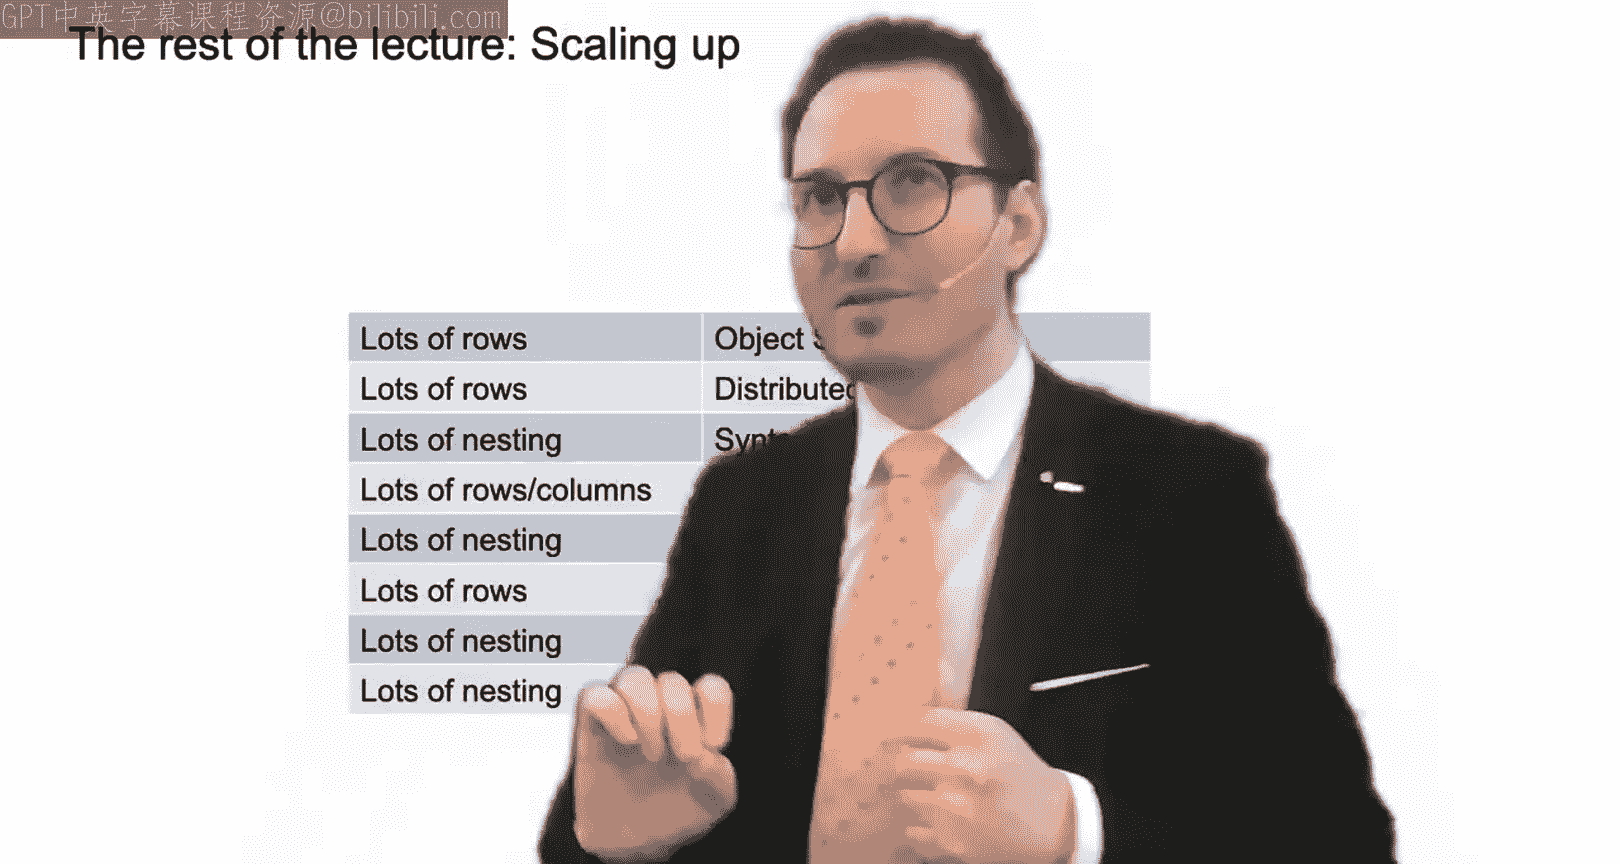 GPT中英字幕课程资源@bilibili.com
The rest of the lecture: Scaling up
Lots of rows Object
Lots of rows Distributed
Lots of nesting
Lots of rows/columns
Lots of nesting
Lots of rows
Lots of nesting
Lots of nesting